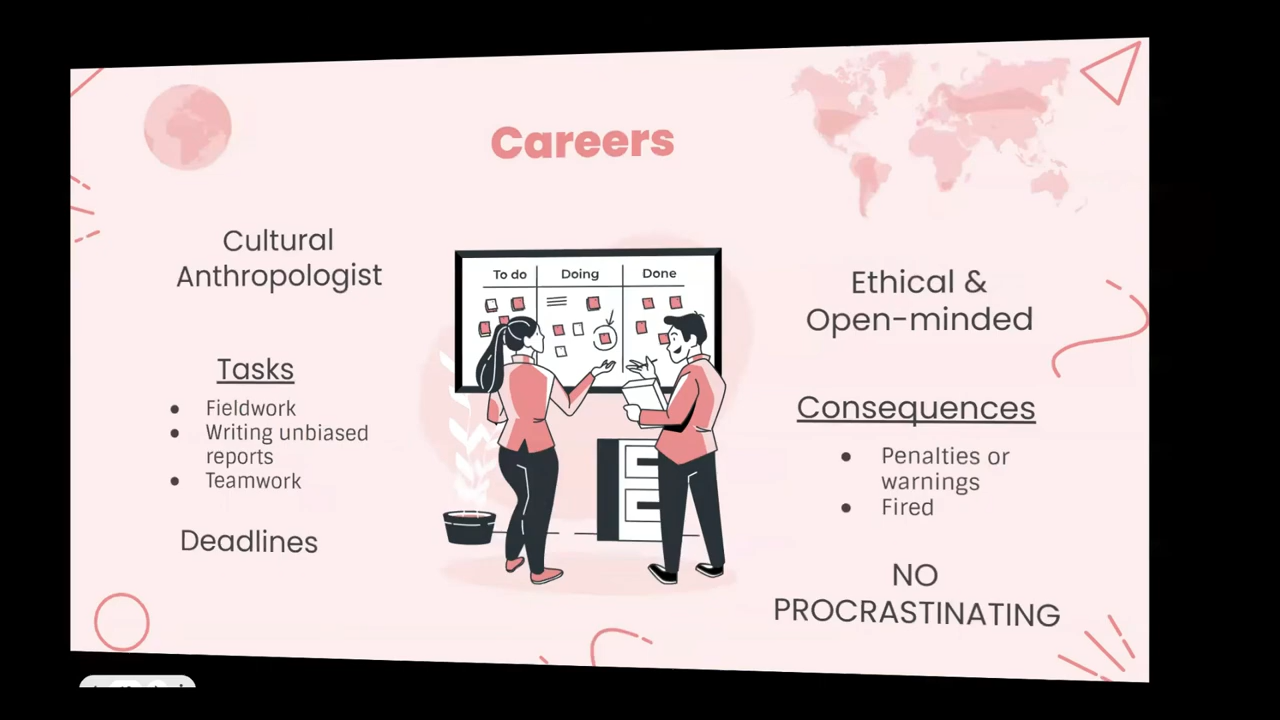 Careers
Cultural
Anthropologist
Tasks
● Fieldwork
● Writing unbiased
reports
● Teamwork
Deadlines
To do Doing Done
Ethical &
Open-minded
Consequences
● Penalties or
warnings
● Fired
NO
PROCRASTINATING